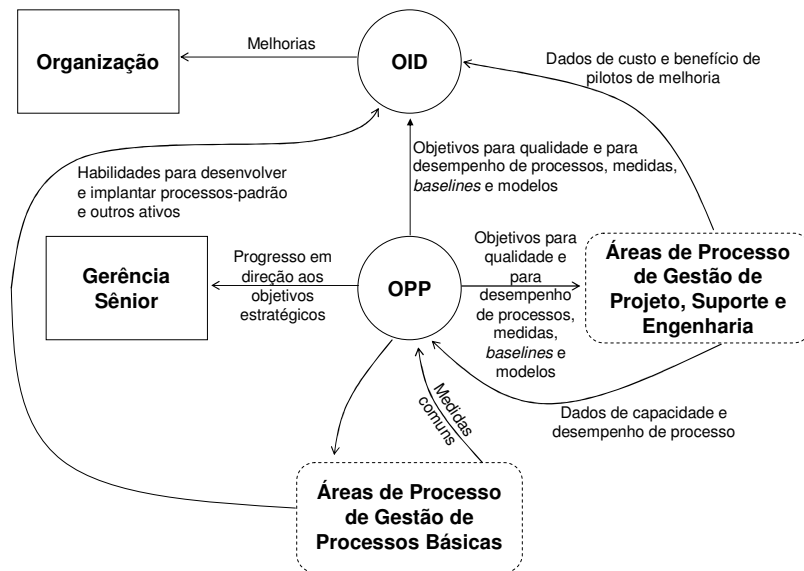 Melhorias
Organização
OID
Dados de custo e benefício de
pilotos de melhoria
Habilidades para desenvolver
e implantar processos-padrão
e outros ativos
Objetivos para qualidade e para
desempenho de processos, medidas,
baselines e modelos
Gerência
Sênior
Progresso em
direção aos
objetivos
estratégicos
OPP
Objetivos para
qualidade e
para
desempenho
de processos,
medidas,
baselines e
modelos
Áreas de Processo
de Gestão de
Projeto, Suporte e
Engenharia
Medidas
comuns
Dados de capacidade e
desempenho de processo
Áreas de Processo
de Gestão de
Processos Básicas